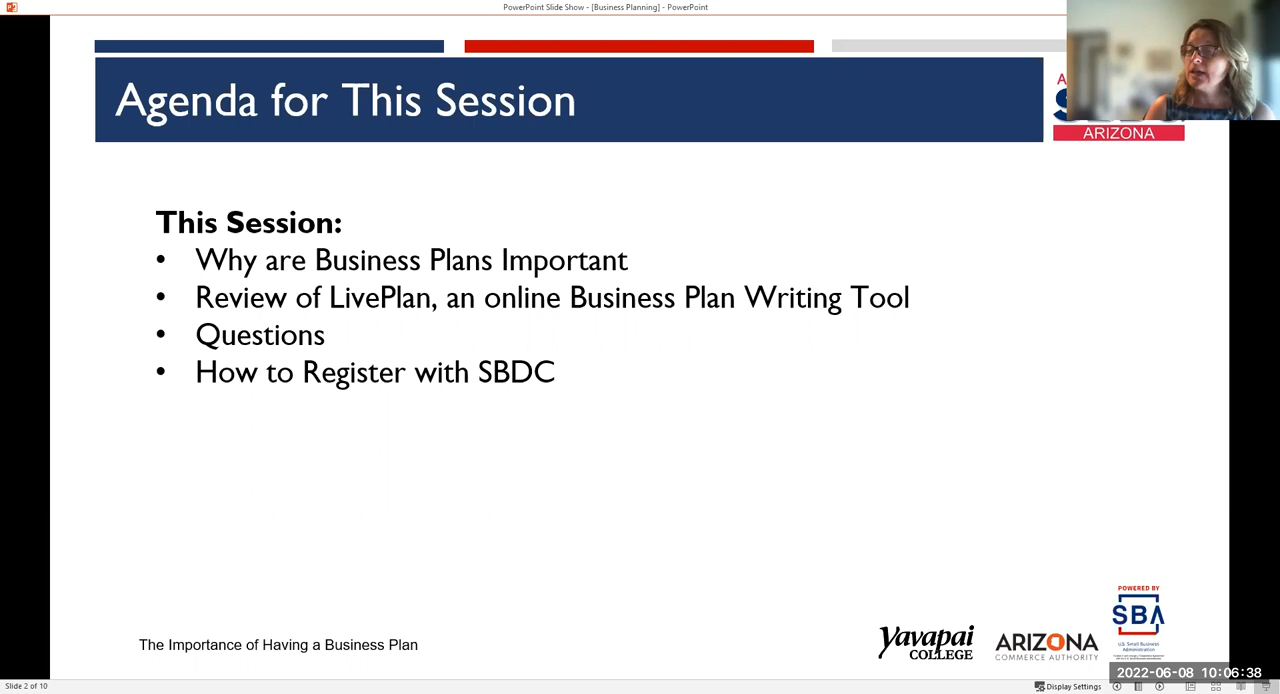 PowerPoint Slide Show - [Business Planning] - PowerPoint
Agenda for This Session
ARIZONA
This Session:
• Why are Business Plans Important
• Review of LivePlan, an online Business Plan Writing Tool
• Questions
• How to Register with SBDC
POWERED BY
SBA
U.S. Small Business
Administration
The Importance of Having a Business Plan
Yavapai
COLLEGE
ARIZONA
COMMERCE AUTHORITY
2022-06-08 10:06:38
Slide 2 of 10
Display Settings